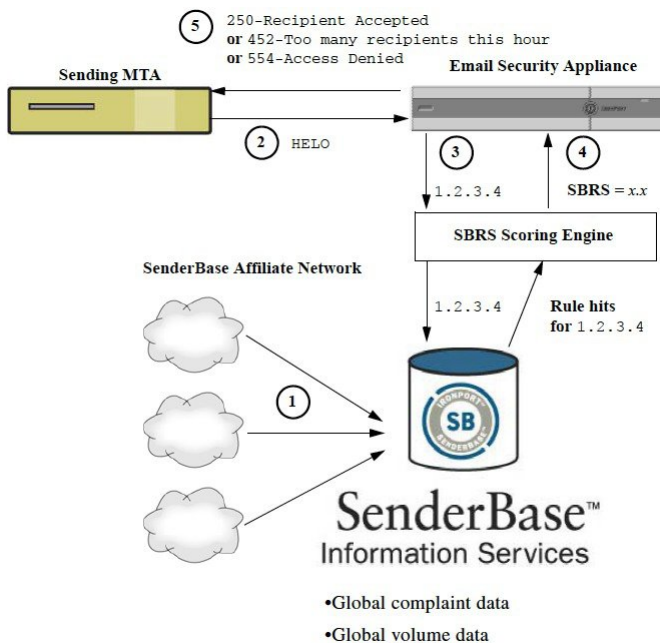 5
250-Recipient Accepted
or 452-Too many recipients this hour
or 554-Access Denied
Sending MTA
Email Security Appliance
2
HELO
3
4
1.2.3.4
SBRS = x.x
SBRS Scoring Engine
SenderBase Affiliate Network
1.2.3.4
Rule hits
for 1.2.3.4
1
IRONPORT
SB
SENDERBASE
SenderBase™
Information Services
•Global complaint data
•Global volume data